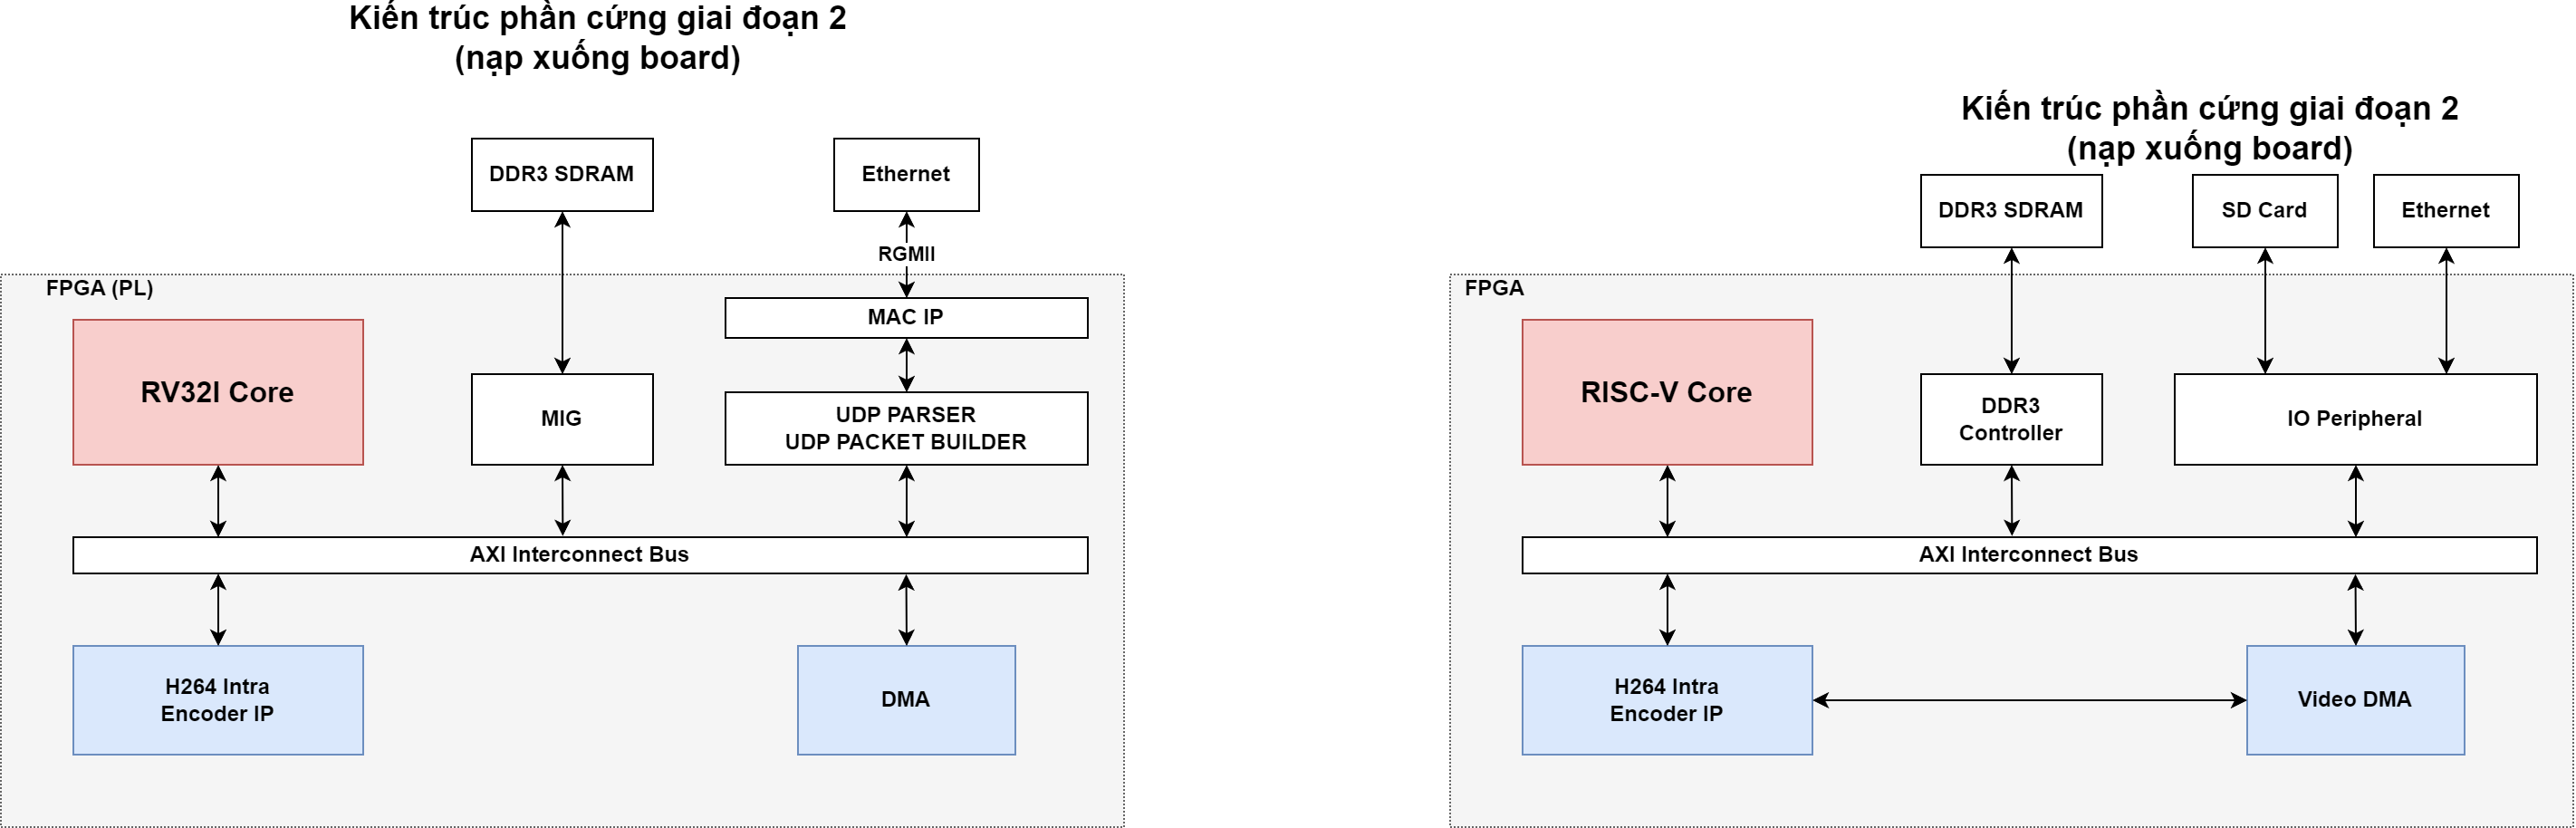 Kiến trúc phần cứng giai đoạn 2
(nạp xuống board)
DDR3 SDRAM
Ethernet
RGMII
FPGA (PL)
MAC IP
RV32I Core
MIG
UDP PARSER
UDP PACKET BUILDER
AXI Interconnect Bus
H264 Intra
Encoder IP
DMA
Kiến trúc phần cứng giai đoạn 2
(nạp xuống board)
DDR3 SDRAM
SD Card
Ethernet
FPGA
RISC-V Core
DDR3
Controller
IO Peripheral
AXI Interconnect Bus
H264 Intra
Encoder IP
Video DMA